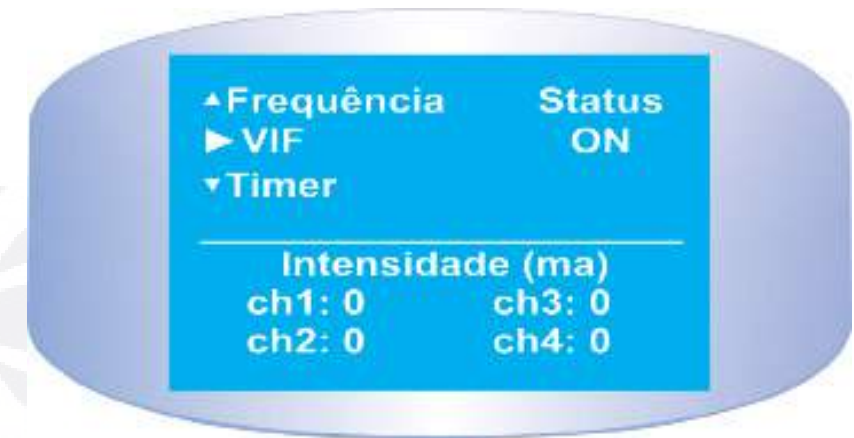 ▲Frequência Status
► VIF ON
▼Timer
Intensidade (ma)
ch1: 0 ch3: 0
ch2: 0 ch4: 0